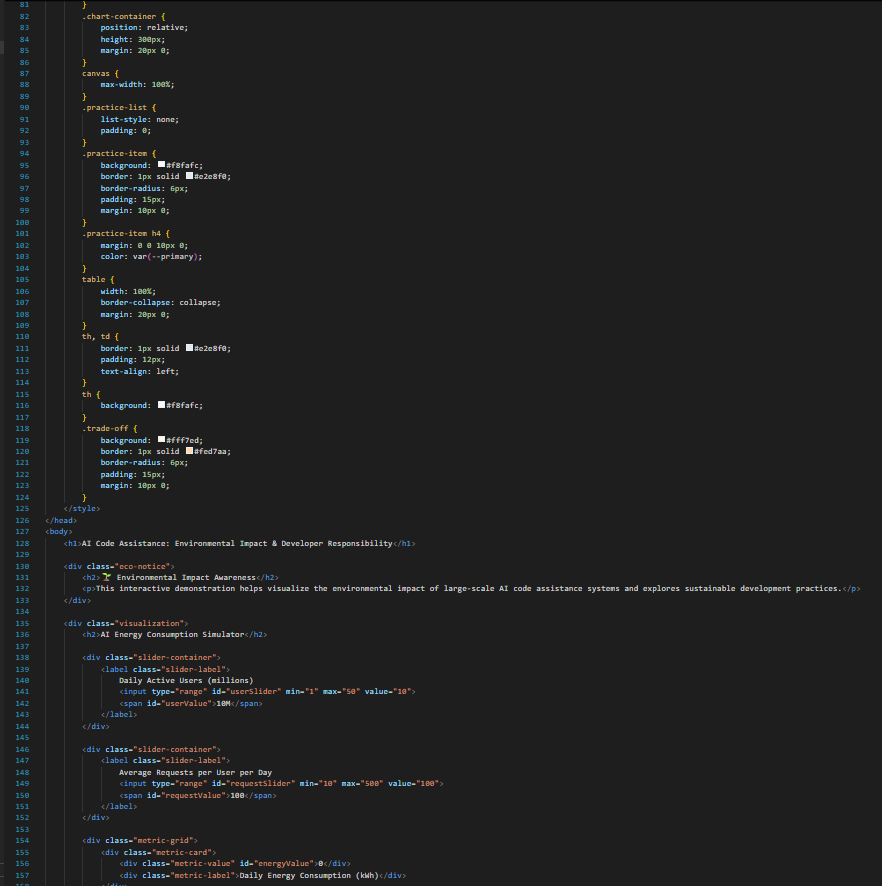 81 }
82 .chart-container {
83 position: relative;
84 height: 300px;
85 margin: 20px 0;
86 }
87 canvas {
88 max-width: 100%;
89 }
90 .practice-list {
91 list-style: none;
92 padding: 0;
93 }
94 .practice-item {
95 background: #f8fafc;
96 border: 1px solid #e2e8f0;
97 border-radius: 6px;
98 padding: 15px;
99 margin: 10px 0;
100 }
101 .practice-item h4 {
102 margin: 0 0 10px 0;
103 color: var(--primary);
104 }
105 table {
106 width: 100%;
107 border-collapse: collapse;
108 margin: 20px 0;
109 }
110 th, td {
111 border: 1px solid #e2e8f0;
112 padding: 12px;
113 text-align: left;
114 }
115 th {
116 background: #f8fafc;
117 }
118 .trade-off {
119 background: #fff7ed;
120 border: 1px solid #fed7aa;
121 border-radius: 6px;
122 padding: 15px;
123 margin: 10px 0;
124 }
125 </style>
126 </head>
127 <body>
128 <h1>AI Code Assistance: Environmental Impact & Developer Responsibility</h1>
129
130 <div class="eco-notice">
131 <h2>🌱 Environmental Impact Awareness</h2>
132 <p>This interactive demonstration helps visualize the environmental impact of large-scale AI code assistance systems and explores sustainable development practices.</p>
133 </div>
134
135 <div class="visualization">
136 <h2>AI Energy Consumption Simulator</h2>
137
138 <div class="slider-container">
139 <label class="slider-label">
140 Daily Active Users (millions)
141 <input type="range" id="userSlider" min="1" max="50" value="10">
142 <span id="userValue">10M</span>
143 </label>
144 </div>
145
146 <div class="slider-container">
147 <label class="slider-label">
148 Average Requests per User per Day
149 <input type="range" id="requestSlider" min="10" max="500" value="100">
150 <span id="requestValue">100</span>
151 </label>
152 </div>
153
154 <div class="metric-grid">
155 <div class="metric-card">
156 <div class="metric-value" id="energyValue">0</div>
157 <div class="metric-label">Daily Energy Consumption (kWh)</div>